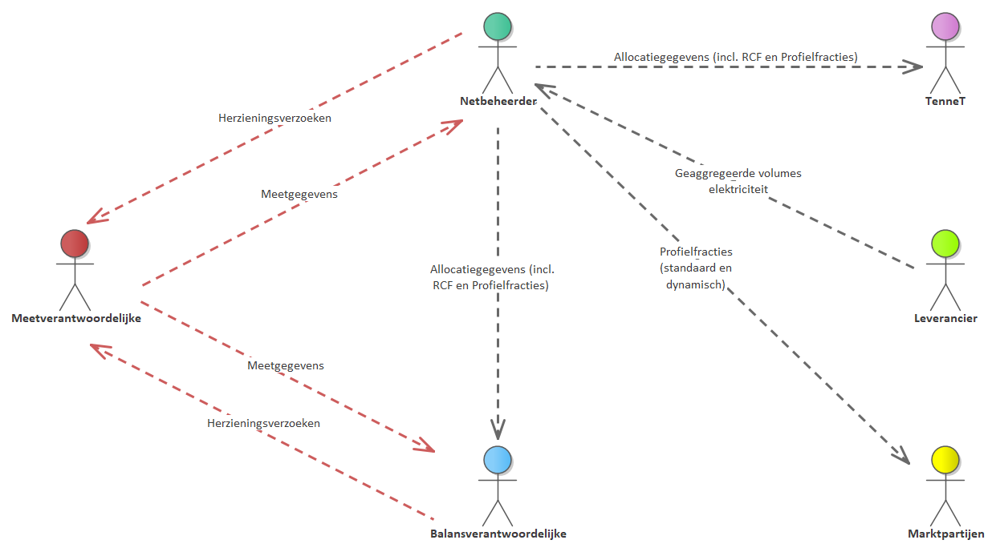 Allocatiegegevens (incl. RCF en Profielfracties)
Netbeheerder
TenneT
Herzieningsverzoeken
Geaggregeerde volumes
elektriciteit
Meetgegevens
Profielfracties
(standaard en
dynamisch)
Allocatiegegevens (incl.
RCF en Profielfracties)
Meetverantwoordelijke
Leverancier
Meetgegevens
Herzieningsverzoeken
Balansverantwoordelijke
Marktpartijen